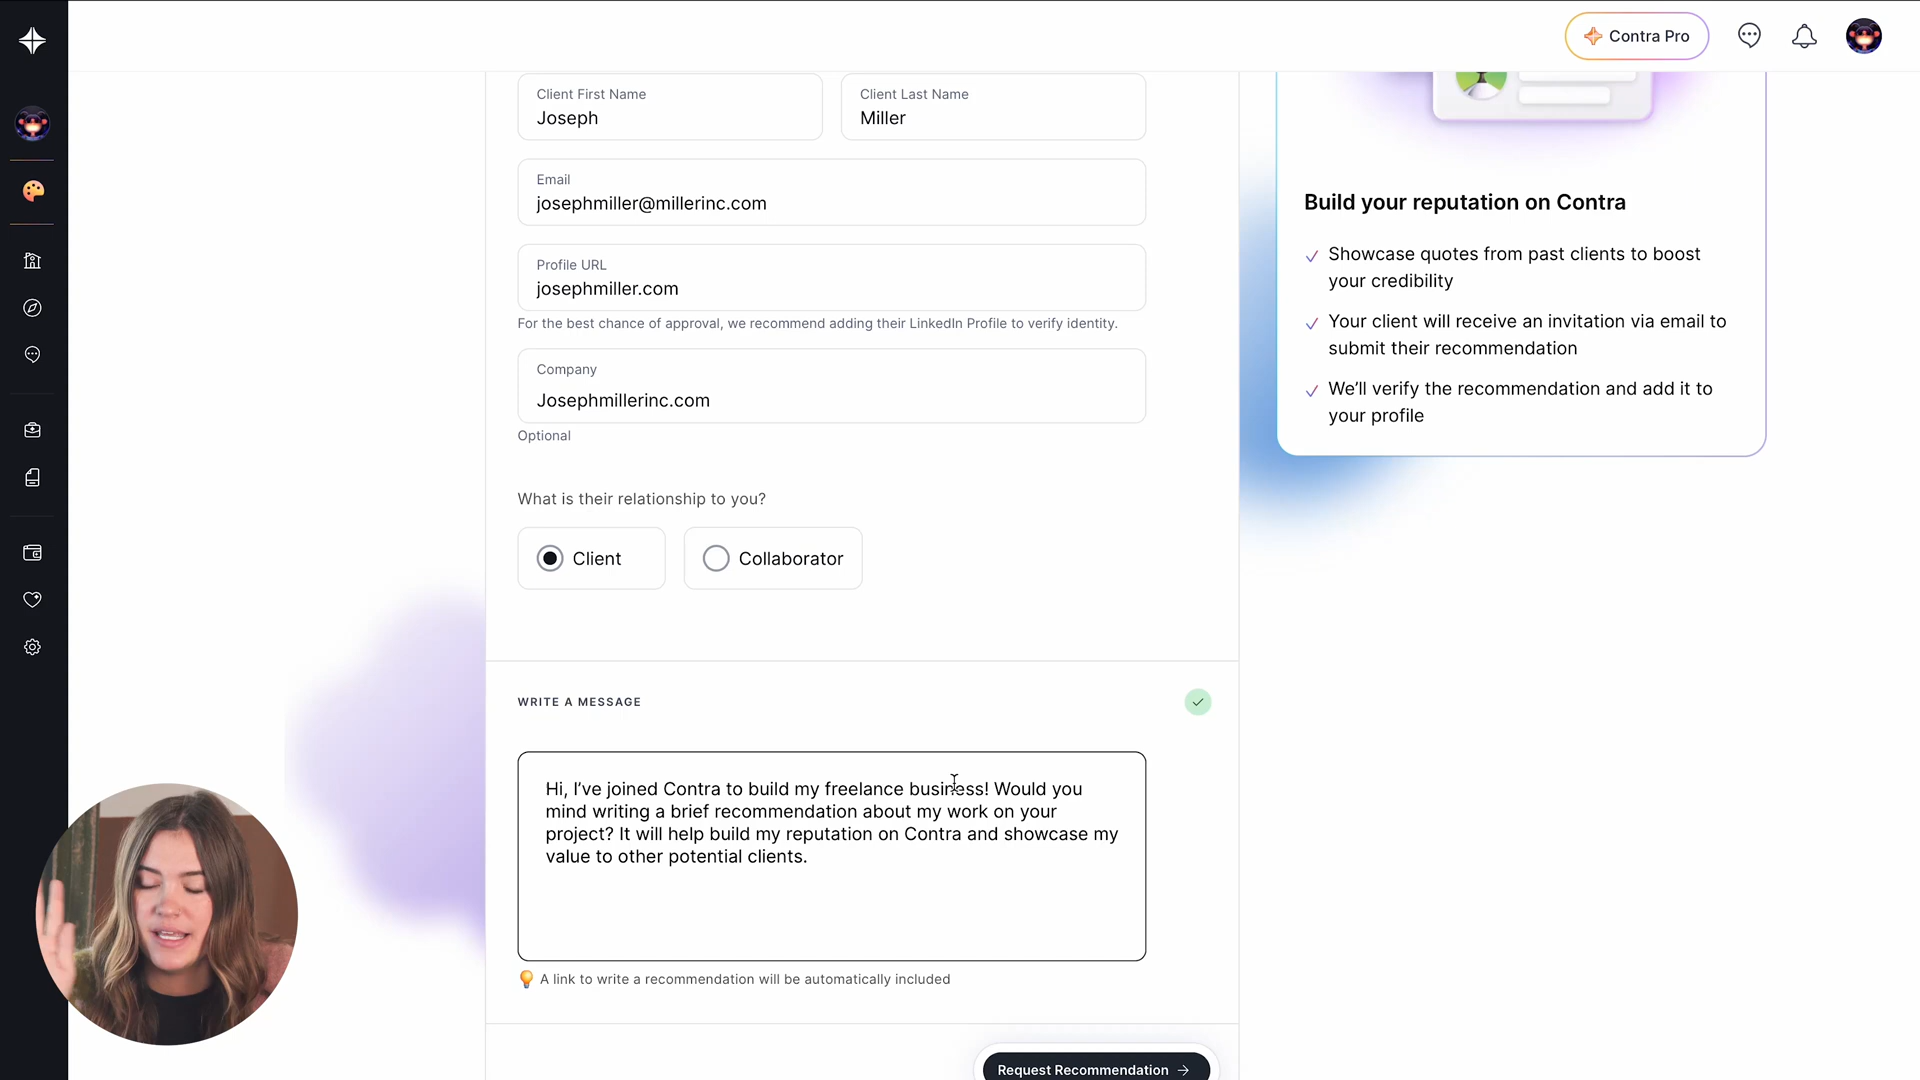 Contra Pro
Client First Name
Joseph
Client Last Name
Miller
Email
josephmiller@millerinc.com
Profile URL
josephmiller.com
For the best chance of approval, we recommend adding their LinkedIn Profile to verify identity.
Company
Josephmillerinc.com
Optional
What is their relationship to you?
Client
Collaborator
WRITE A MESSAGE
Hi, I’ve joined Contra to build my freelance business! Would you
mind writing a brief recommendation about my work on your
project? It will help build my reputation on Contra and showcase my
value to other potential clients.
A link to write a recommendation will be automatically included
Request Recommendation
Build your reputation on Contra
Showcase quotes from past clients to boost
your credibility
Your client will receive an invitation via email to
submit their recommendation
We’ll verify the recommendation and add it to
your profile